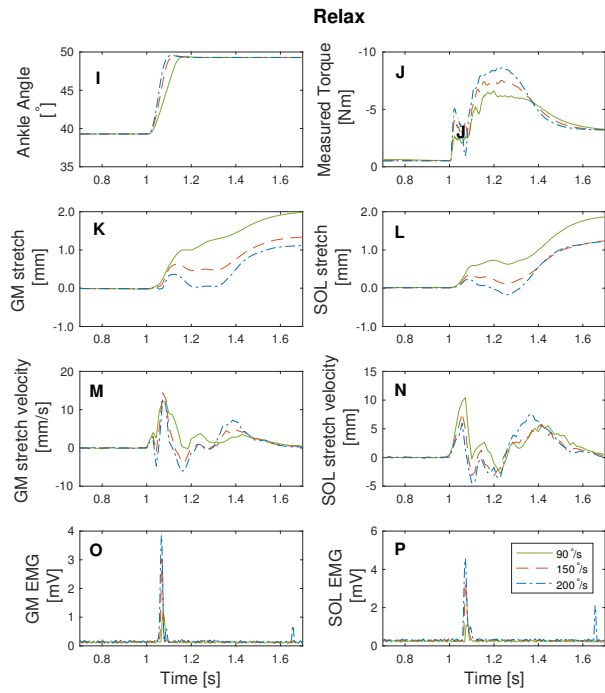 Relax
I
Ankle Angle
[°]
50
45
40
35
0.8
1
1.2
1.4
1.6
J
J
Measured Torque
[Nm]
-10
-5
0
0.8
1
1.2
1.4
1.6
K
GM stretch
[mm]
2.0
1.0
0.0
-1.0
0.8
1
1.2
1.4
1.6
L
SOL stretch
[mm]
2.0
1.0
0.0
-1.0
0.8
1
1.2
1.4
1.6
M
GM stretch velocity
[mm/s]
20
10
0
-10
0.8
1
1.2
1.4
1.6
N
SOL stretch velocity
[mm]
15
10
5
0
-5
0.8
1
1.2
1.4
1.6
O
GM EMG
[mV]
4
3
2
1
0
0.8
1
1.2
1.4
1.6
Time [s]
P
SOL EMG
[mV]
6
4
2
0
0.8
1
1.2
1.4
1.6
Time [s]
90°/s
150°/s
200°/s